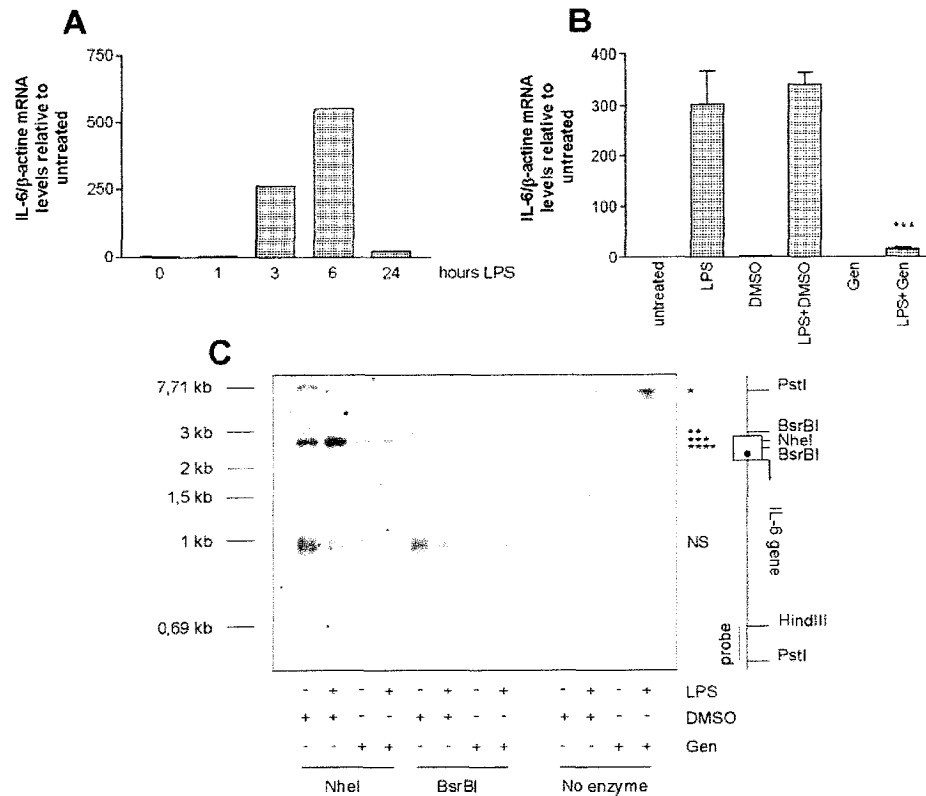 A
IL-6/β-actine mRNA
levels relative to
untreated
750
500
250
0
0 1 3 6 24 hours LPS
B
IL-6/β-actine mRNA
levels relative to
untreated
400
300
200
100
0
***
untreated
LPS
DMSO
LPS+DMSO
Gen
LPS+Gen
C
7,71 kb
3 kb
2 kb
1,5 kb
1 kb
0,69 kb
*
**
***
****
NS
PstI
BsrBI
NheI
BsrBI
IL-6 gene
HindIII
probe
PstI
- + - + - + - + - + - + LPS
+ + - - + + - - + + - - DMSO
- - + + - - + + - - + + Gen
NheI BsrBI No enzyme